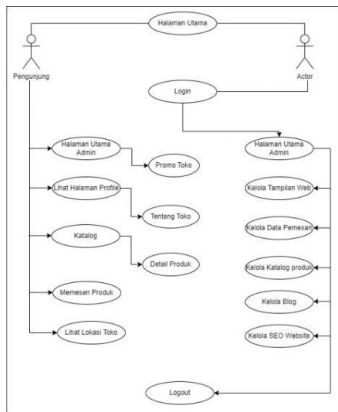 Halaman Utama
Pengunjung
Actor
Login
Halaman Utama
Admin
Halaman Utama
Admin
Promo Toko
Lihat Halaman Profile
Kelola Tampilan Web
Tentang Toko
Katalog
Kelola Data Pemesan
Detail Produk
Kelola Katalog produk
Memesan Produk
Kelola Blog
Lihat Lokasi Toko
Kelola SEO Website
Logout